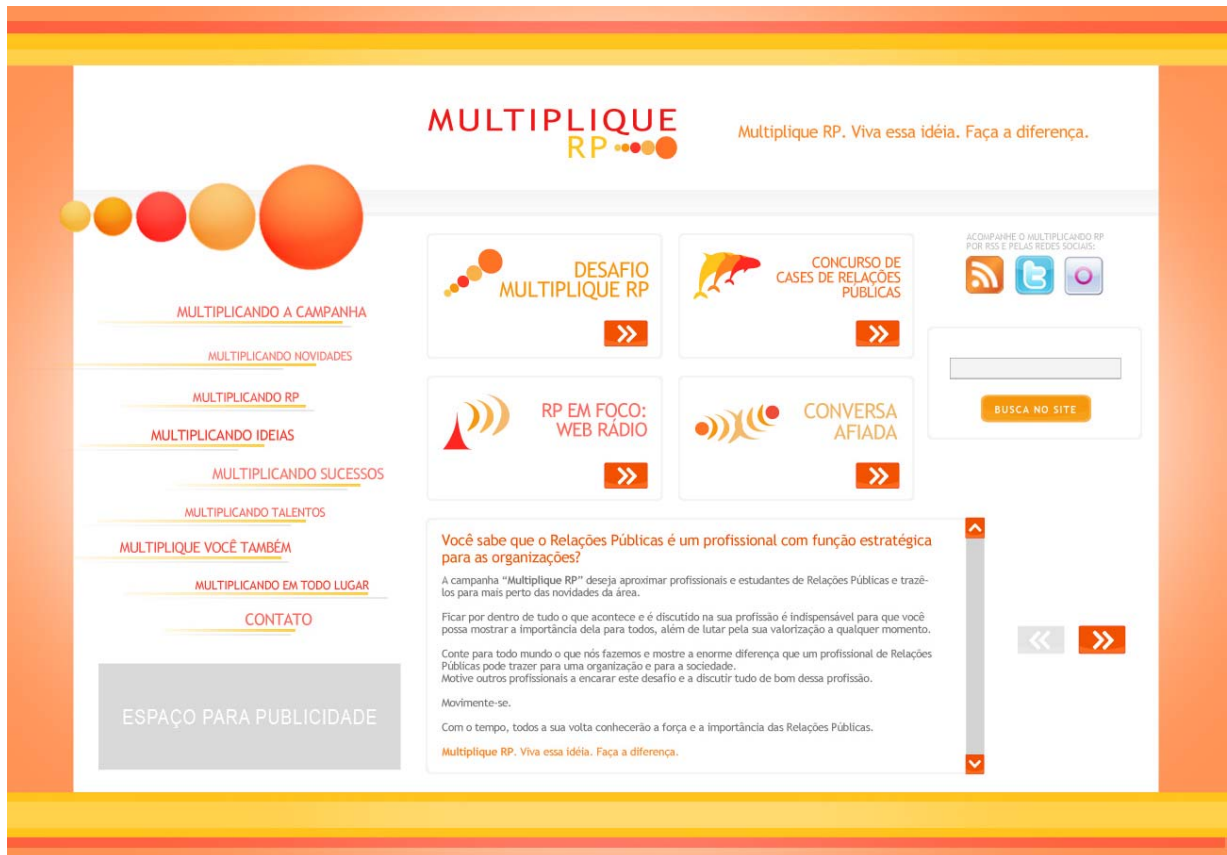 MULTIPLIQUE
RP
Multiplique RP. Viva essa idéia. Faça a diferença.
MULTIPLICANDO A CAMPANHA
MULTIPLICANDO NOVIDADES
MULTIPLICANDO RP
MULTIPLICANDO IDEIAS
MULTIPLICANDO SUCESSOS
MULTIPLICANDO TALENTOS
MULTIPLIQUE VOCÊ TAMBÉM
MULTIPLICANDO EM TODO LUGAR
CONTATO
ESPAÇO PARA PUBLICIDADE
DESAFIO
MULTIPLIQUE RP
CONCURSO DE
CASES DE RELAÇÕES
PÚBLICAS
RP EM FOCO:
WEB RÁDIO
CONVERSA
AFIADA
ACOMPANHE O MULTIPLICANDO RP
POR RSS E PELAS REDES SOCIAIS:
BUSCA NO SITE
Você sabe que o Relações Públicas é um profissional com função estratégica
para as organizações?
A campanha “Multiplique RP” deseja aproximar profissionais e estudantes de Relações Públicas e trazê-
los para mais perto das novidades da área.
Ficar por dentro de tudo o que acontece e é discutido na sua profissão é indispensável para que você
possa mostrar a importância dela para todos, além de lutar pela sua valorização a qualquer momento.
Conte para todo mundo o que nós fazemos e mostre a enorme diferença que um profissional de Relações
Públicas pode trazer para uma organização e para a sociedade.
Motive outros profissionais a encarar este desafio e a discutir tudo de bom dessa profissão.
Movimente-se.
Com o tempo, todos a sua volta conhecerão a força e a importância das Relações Públicas.
Multiplique RP. Viva essa idéia. Faça a diferença.